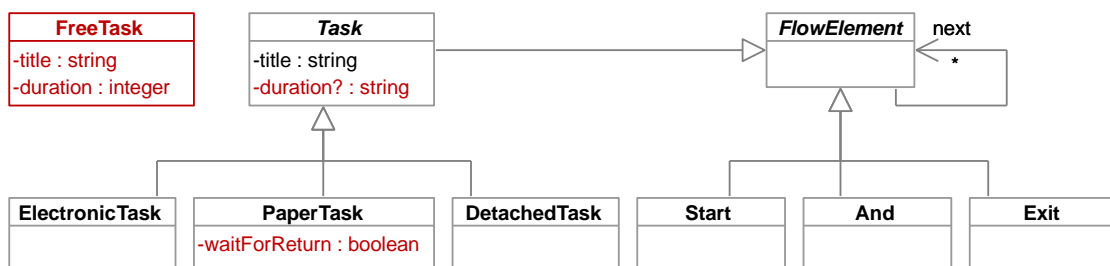 FreeTask
-title : string
-duration : integer
Task
-title : string
-duration? : string
FlowElement
next
*
ElectronicTask
PaperTask
-waitForReturn : boolean
DetachedTask
Start
And
Exit